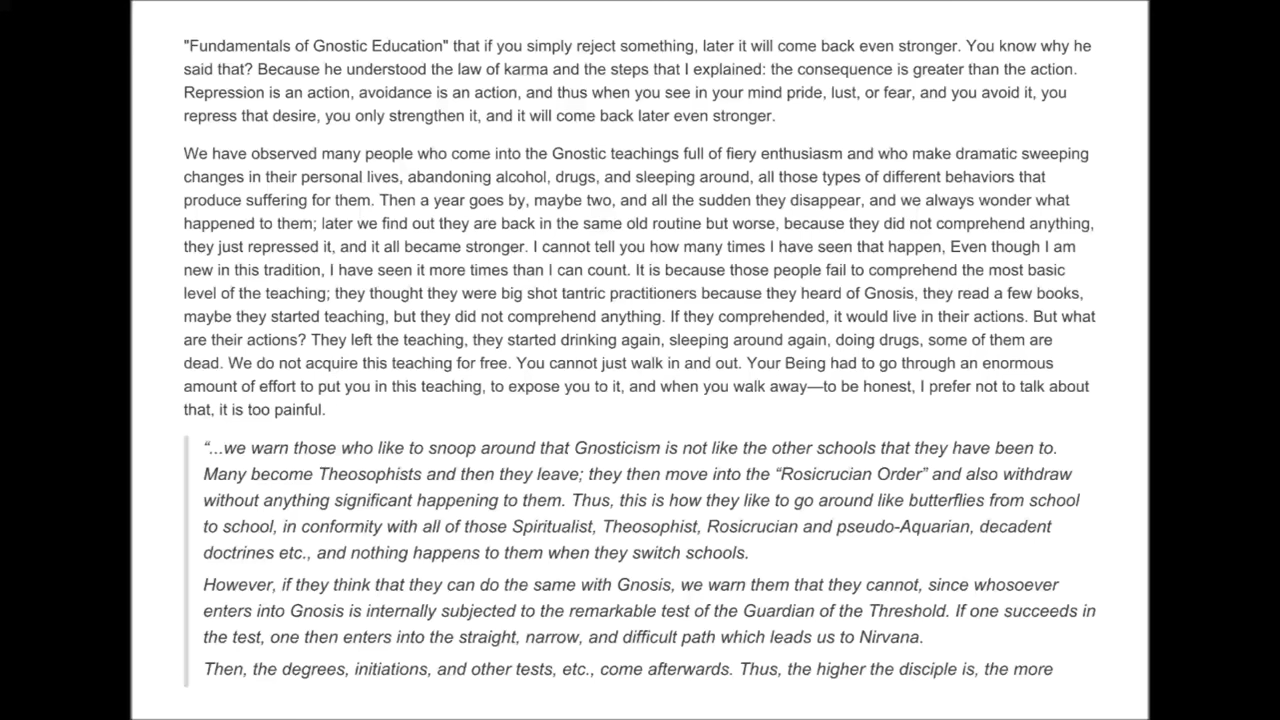 "Fundamentals of Gnostic Education" that if you simply reject something, later it will come back even stronger. You know why he
said that? Because he understood the law of karma and the steps that I explained: the consequence is greater than the action.
Repression is an action, avoidance is an action, and thus when you see in your mind pride, lust, or fear, and you avoid it, you
repress that desire, you only strengthen it, and it will come back later even stronger.
We have observed many people who come into the Gnostic teachings full of fiery enthusiasm and who make dramatic sweeping
changes in their personal lives, abandoning alcohol, drugs, and sleeping around, all those types of different behaviors that
produce suffering for them. Then a year goes by, maybe two, and all the sudden they disappear, and we always wonder what
happened to them; later we find out they are back in the same old routine but worse, because they did not comprehend anything,
they just repressed it, and it all became stronger. I cannot tell you how many times I have seen that happen, Even though I am
new in this tradition, I have seen it more times than I can count. It is because those people fail to comprehend the most basic
level of the teaching; they thought they were big shot tantric practitioners because they heard of Gnosis, they read a few books,
maybe they started teaching, but they did not comprehend anything. If they comprehended, it would live in their actions. But what
are their actions? They left the teaching, they started drinking again, sleeping around again, doing drugs, some of them are
dead. We do not acquire this teaching for free. You cannot just walk in and out. Your Being had to go through an enormous
amount of effort to put you in this teaching, to expose you to it, and when you walk away—to be honest, I prefer not to talk about
that, it is too painful.
“...we warn those who like to snoop around that Gnosticism is not like the other schools that they have been to.
Many become Theosophists and then they leave; they then move into the “Rosicrucian Order” and also withdraw
without anything significant happening to them. Thus, this is how they like to go around like butterflies from school
to school, in conformity with all of those Spiritualist, Theosophist, Rosicrucian and pseudo-Aquarian, decadent
doctrines etc., and nothing happens to them when they switch schools.
However, if they think that they can do the same with Gnosis, we warn them that they cannot, since whosoever
enters into Gnosis is internally subjected to the remarkable test of the Guardian of the Threshold. If one succeeds in
the test, one then enters into the straight, narrow, and difficult path which leads us to Nirvana.
Then, the degrees, initiations, and other tests, etc., come afterwards. Thus, the higher the disciple is, the more